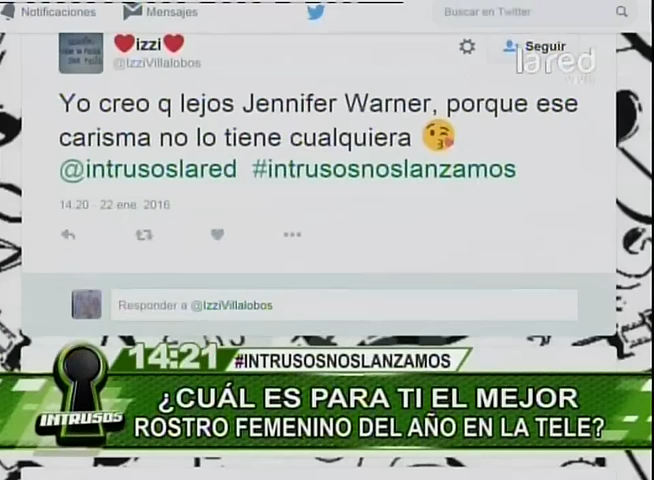 Notificaciones Mensajes Buscar en Twitter
izzi Seguir
@IzziVillalobos
lared
Yo creo q lejos Jennifer Warner, porque ese
carisma no lo tiene cualquiera 😘
@intrusoslared #intrusosnoslanzamos
14:20 - 22 ene. 2016
Responder a @IzziVillalobos
14:21 #INTRUSOSNOSLANZAMOS
INTRUSOS
¿CUÁL ES PARA TI EL MEJOR
ROSTRO FEMENINO DEL AÑO EN LA TELE?